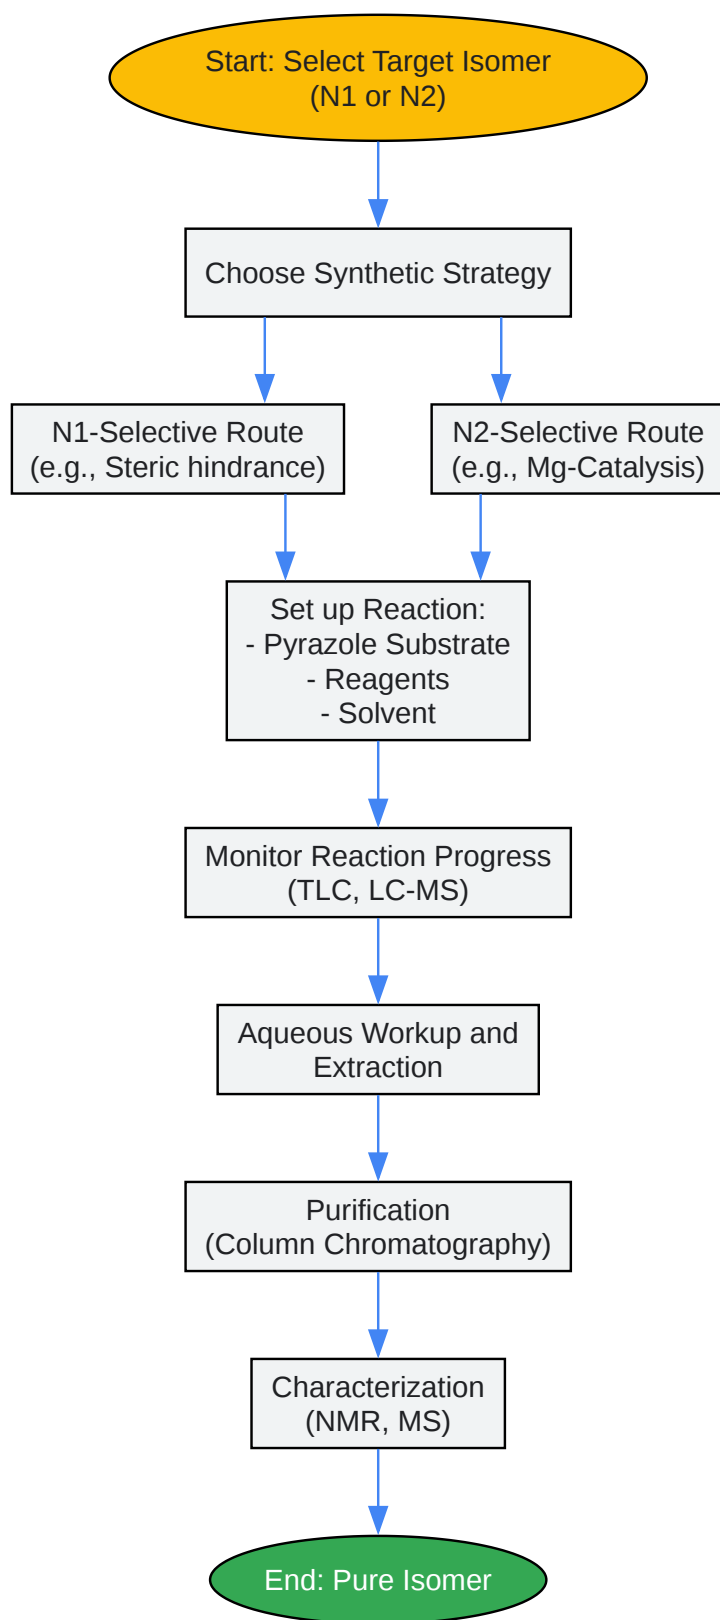 Start: Select Target Isomer
(N1 or N2)
Choose Synthetic Strategy
N1-Selective Route
(e.g., Steric hindrance)
N2-Selective Route
(e.g., Mg-Catalysis)
Set up Reaction:
- Pyrazole Substrate
- Reagents
- Solvent
Monitor Reaction Progress
(TLC, LC-MS)
Aqueous Workup and
Extraction
Purification
(Column Chromatography)
Characterization
(NMR, MS)
End: Pure Isomer